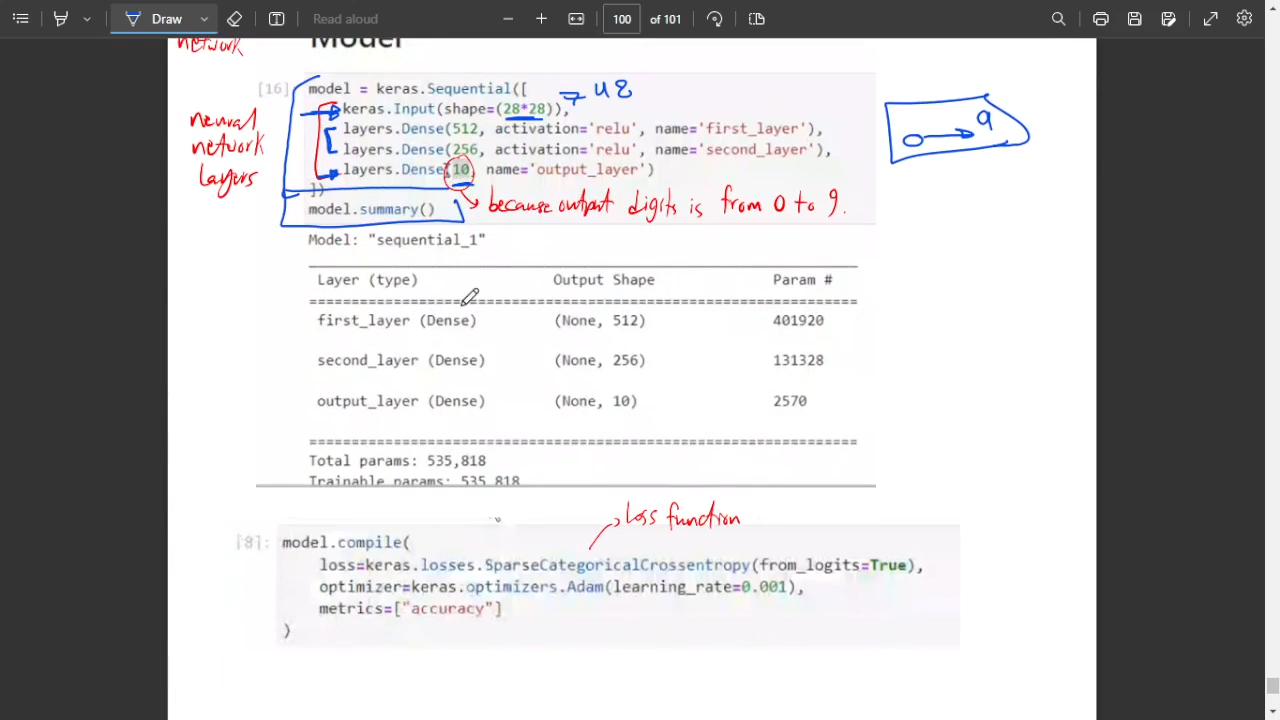 Draw
Read aloud
100 of 101
network
Model
[16]
model = keras.Sequential([
keras.Input(shape=(28*28)),
748
layers.Dense(512, activation='relu', name='first_layer'),
layers.Dense(256, activation='relu', name='second_layer'),
layers.Dense(10, name='output_layer')
])
model.summary()
neural
network
layers
because output digits is from 0 to 9.
0 → 9
Model: "sequential_1"
Layer (type) Output Shape Param #
first_layer (Dense) (None, 512) 401920
second_layer (Dense) (None, 256) 131328
output_layer (Dense) (None, 10) 2570
Total params: 535,818
Trainable params: 535,818
loss function
[8]:
model.compile(
loss=keras.losses.SparseCategoricalCrossentropy(from_logits=True),
optimizer=keras.optimizers.Adam(learning_rate=0.001),
metrics=["accuracy"]
)